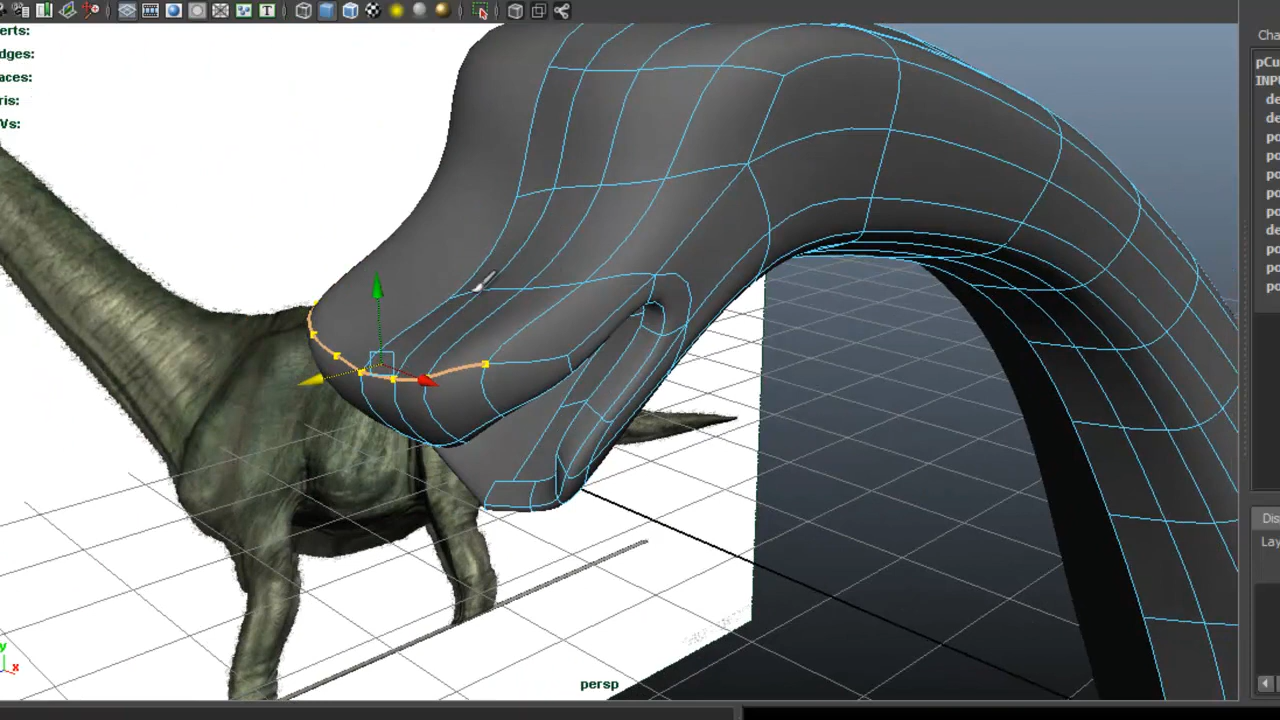 T
erts:
dges:
aces:
ris:
Vs:
Cha
pCu
INP
de
de
po
po
po
po
po
de
po
po
po
Dis
Lay
y
x
persp